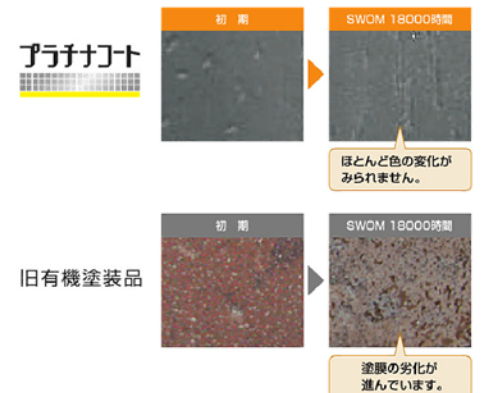 プラチナコート
初　期
SWOM 18000時間
ほとんど色の変化が
みられません。
旧有機塗装品
初　期
SWOM 18000時間
塗膜の劣化が
進んでいます。